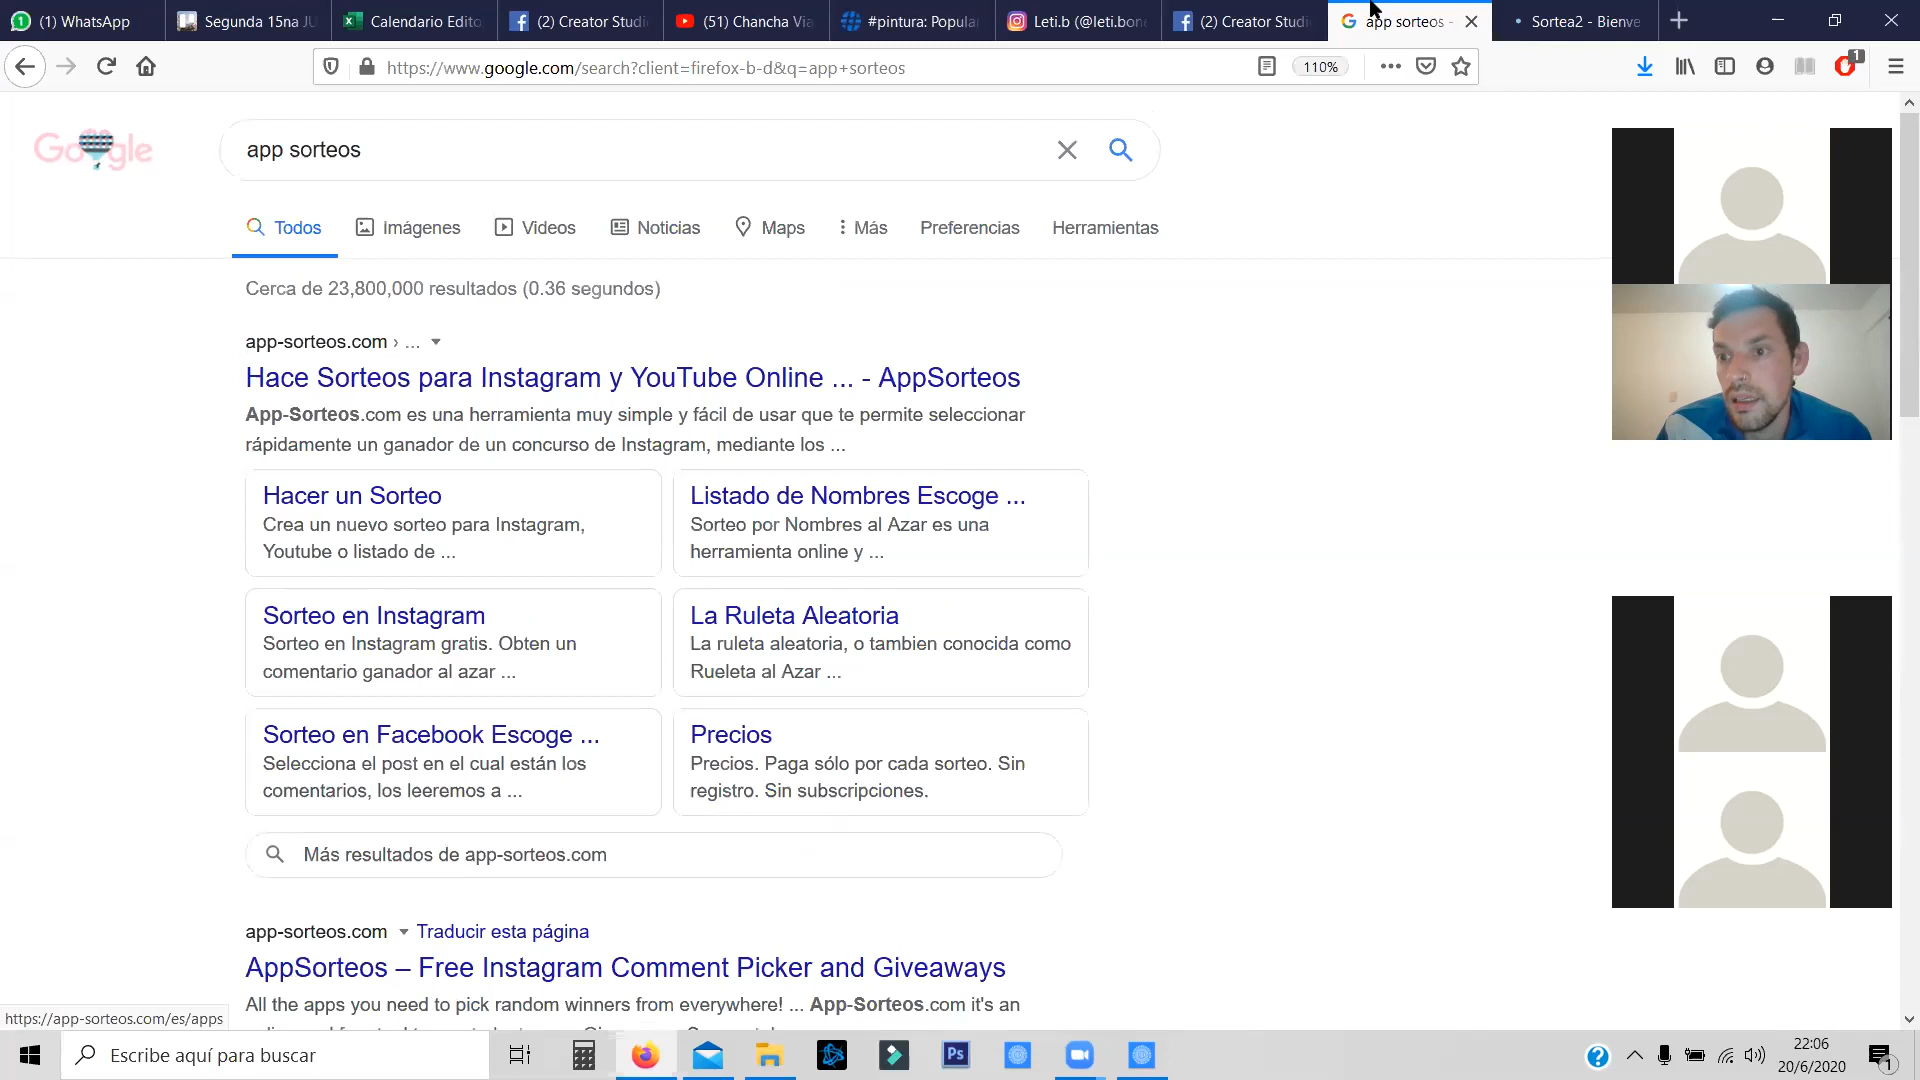 (1) WhatsApp
Segunda 15na JU
Calendario Edito
(2) Creator Studi
(51) Chancha Via
#pintura: Popula
Leti.b (@leti.bon
(2) Creator Studi
app sorteos -
Sortea2 - Bienve
https://www.google.com/search?client=firefox-b-d&q=app+sorteos
110%
1
Google
app sorteos
Todos
Imágenes
Videos
Noticias
Maps
Más
Preferencias
Herramientas
Cerca de 23,800,000 resultados (0.36 segundos)
app-sorteos.com › ...
Hace Sorteos para Instagram y YouTube Online ... - AppSorteos
App-Sorteos.com es una herramienta muy simple y fácil de usar que te permite seleccionar
rápidamente un ganador de un concurso de Instagram, mediante los ...
Hacer un Sorteo
Crea un nuevo sorteo para Instagram,
Youtube o listado de ...
Listado de Nombres Escoge ...
Sorteo por Nombres al Azar es una
herramienta online y ...
Sorteo en Instagram
Sorteo en Instagram gratis. Obten un
comentario ganador al azar ...
La Ruleta Aleatoria
La ruleta aleatoria, o tambien conocida como
Rueleta al Azar ...
Sorteo en Facebook Escoge ...
Selecciona el post en el cual están los
comentarios, los leeremos a ...
Precios
Precios. Paga sólo por cada sorteo. Sin
registro. Sin subscripciones.
Más resultados de app-sorteos.com
app-sorteos.com
Traducir esta página
AppSorteos – Free Instagram Comment Picker and Giveaways
All the apps you need to pick random winners from everywhere! ... App-Sorteos.com it's an
https://app-sorteos.com/es/apps
Escribe aquí para buscar
Ps
22:06
20/6/2020
1